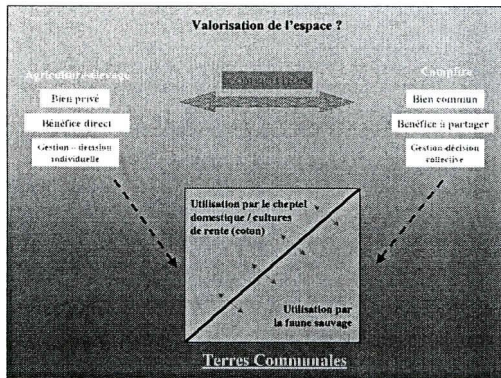 Valorisation de l'espace ?
Agriculture-élevage
Campfire
Bien privé
Bénéfice direct
Gestion – décision
individuelle
Bien commun
Bénéfice à partager
Gestion-décision
collective
Utilisation par le cheptel
domestique / cultures
de rente (coton)
Utilisation par
la faune sauvage
Terres Communales